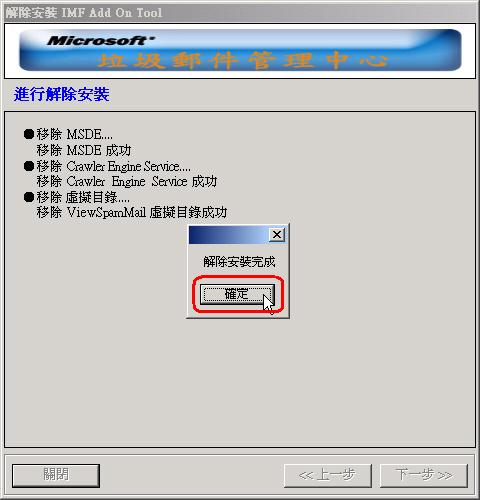 解除安裝 IMF Add On Tool
Microsoft®
垃圾郵件管理中心
進行解除安裝
●移除 MSDE....
移除 MSDE 成功
●移除 Crawler Engine Service....
移除 Crawler Engine Service 成功
●移除 虛擬目錄....
移除 ViewSpamMail 虛擬目錄成功
解除安裝完成
確定
關閉
<< 上一步
下一步 >>